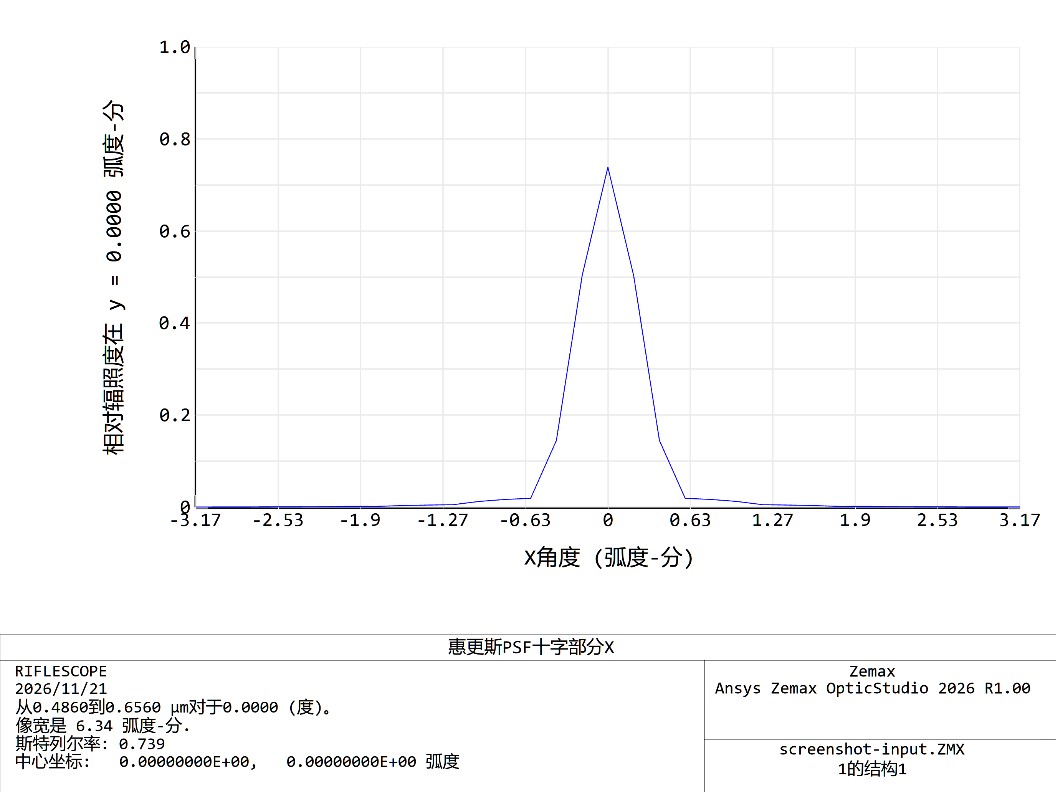 1.0
0.8
0.6
0.4
0.2
0
相对辐照度在 y = 0.0000 弧度-分
-3.17 -2.53 -1.9 -1.27 -0.63 0 0.63 1.27 1.9 2.53 3.17
X角度 (弧度-分)
惠更斯PSF十字部分X
RIFLESCOPE
2026/11/21
从0.4860到0.6560 µm对于0.0000 (度)。
像宽是 6.34 弧度-分.
斯特列尔率: 0.739
中心坐标: 0.00000000E+00, 0.00000000E+00 弧度
Zemax
Ansys Zemax OpticStudio 2026 R1.00
screenshot-input.ZMX
1的结构1